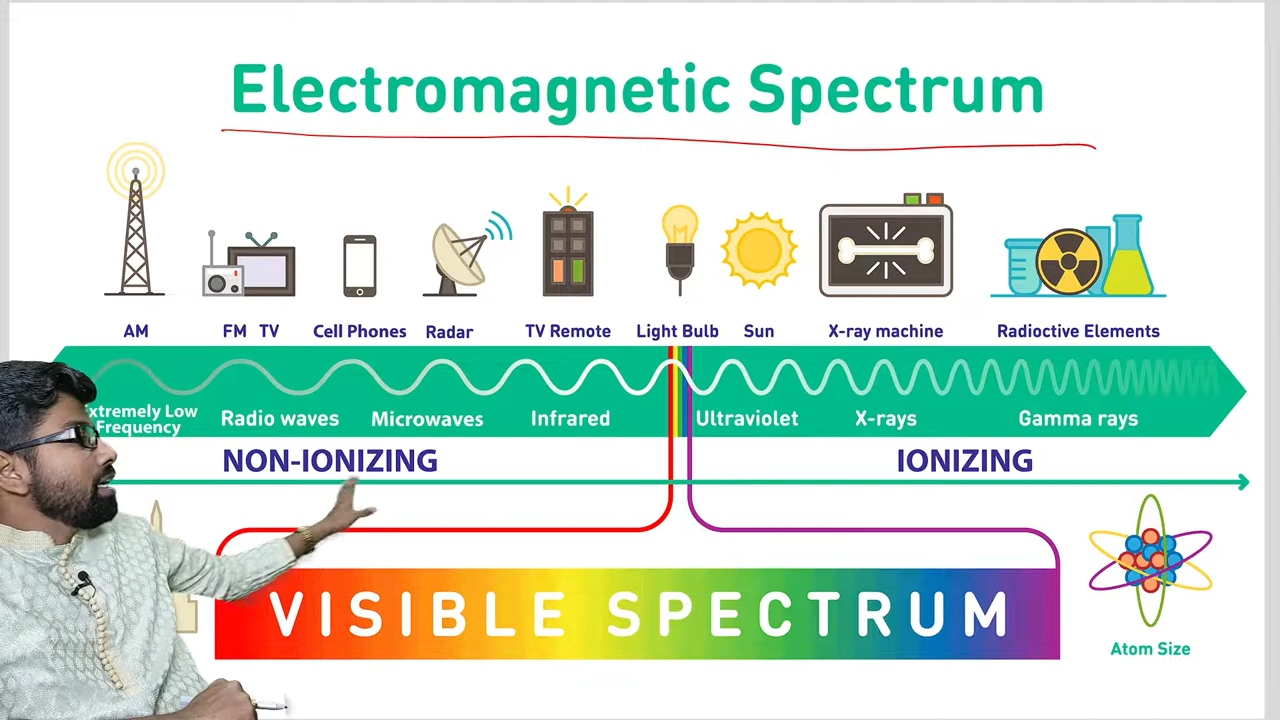 Electromagnetic Spectrum
AM FM TV Cell Phones Radar TV Remote Light Bulb Sun X-ray machine Radioctive Elements
Extremely Low
Frequency
Radio waves Microwaves Infrared Ultraviolet X-rays Gamma rays
NON-IONIZING IONIZING
VISIBLE SPECTRUM
Atom Size